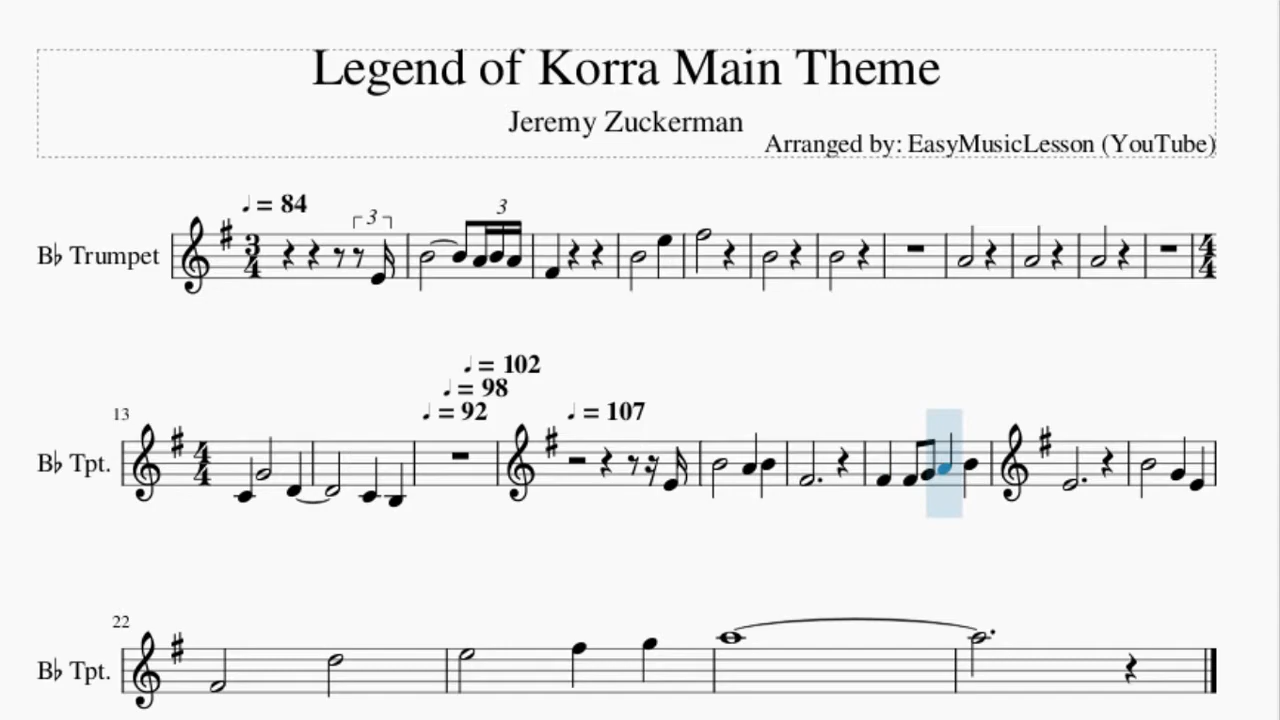 Legend of Korra Main Theme
Jeremy Zuckerman
Arranged by: EasyMusicLesson (YouTube)
♩ = 84
3
3
B♭ Trumpet
3
4
4
4
♩ = 102
♩ = 98
♩ = 92
♩ = 107
13
B♭ Tpt.
4
4
22
B♭ Tpt.